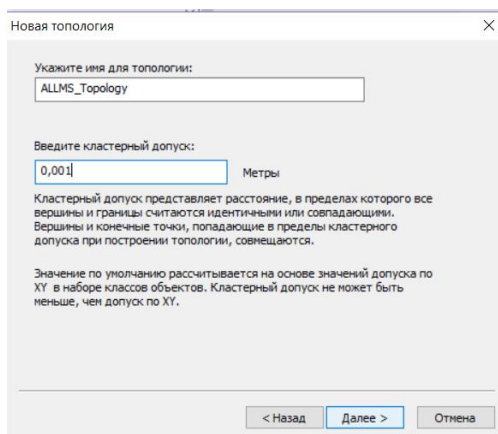 Новая топология
Укажите имя для топологии:
ALLMS_Topology
Введите кластерный допуск:
0,001
Метры
Кластерный допуск представляет расстояние, в пределах которого все
вершины и границы считаются идентичными или совпадающими.
Вершины и конечные точки, попадающие в пределы кластерного
допуска при построении топологии, совмещаются.
Значение по умолчанию рассчитывается на основе значений допуска по
XY в наборе классов объектов. Кластерный допуск не может быть
меньше, чем допуск по XY.
< Назад
Далее >
Отмена